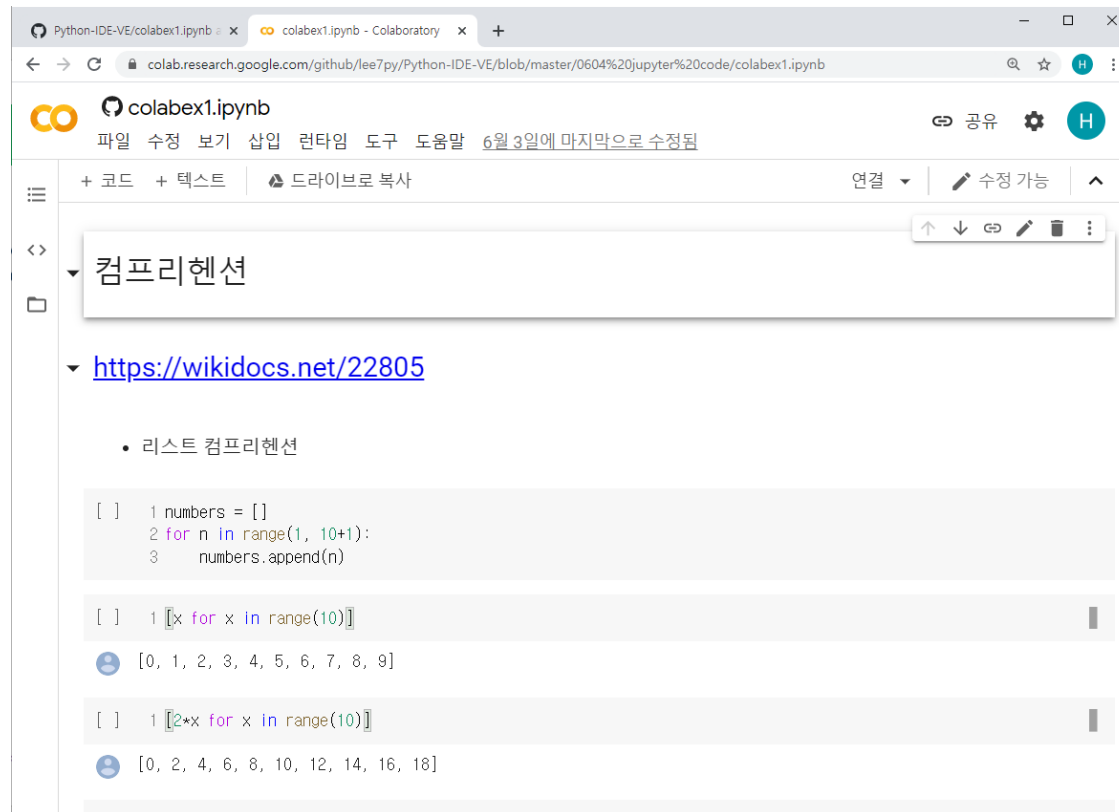 Python-IDE-VE/colabex1.ipynb a
colabex1.ipynb - Colaboratory
colab.research.google.com/github/lee7py/Python-IDE-VE/blob/master/0604%20jupyter%20code/colabex1.ipynb
H
colabex1.ipynb
파일 수정 보기 삽입 런타임 도구 도움말 6월 3일에 마지막으로 수정됨
공유
H
+ 코드 + 텍스트 드라이브로 복사
연결 수정 가능
컴프리헨션
https://wikidocs.net/22805
• 리스트 컴프리헨션
[ ] 1 numbers = []
2 for n in range(1, 10+1):
3     numbers.append(n)
[ ] 1 [x for x in range(10)]
[0, 1, 2, 3, 4, 5, 6, 7, 8, 9]
[ ] 1 [2*x for x in range(10)]
[0, 2, 4, 6, 8, 10, 12, 14, 16, 18]